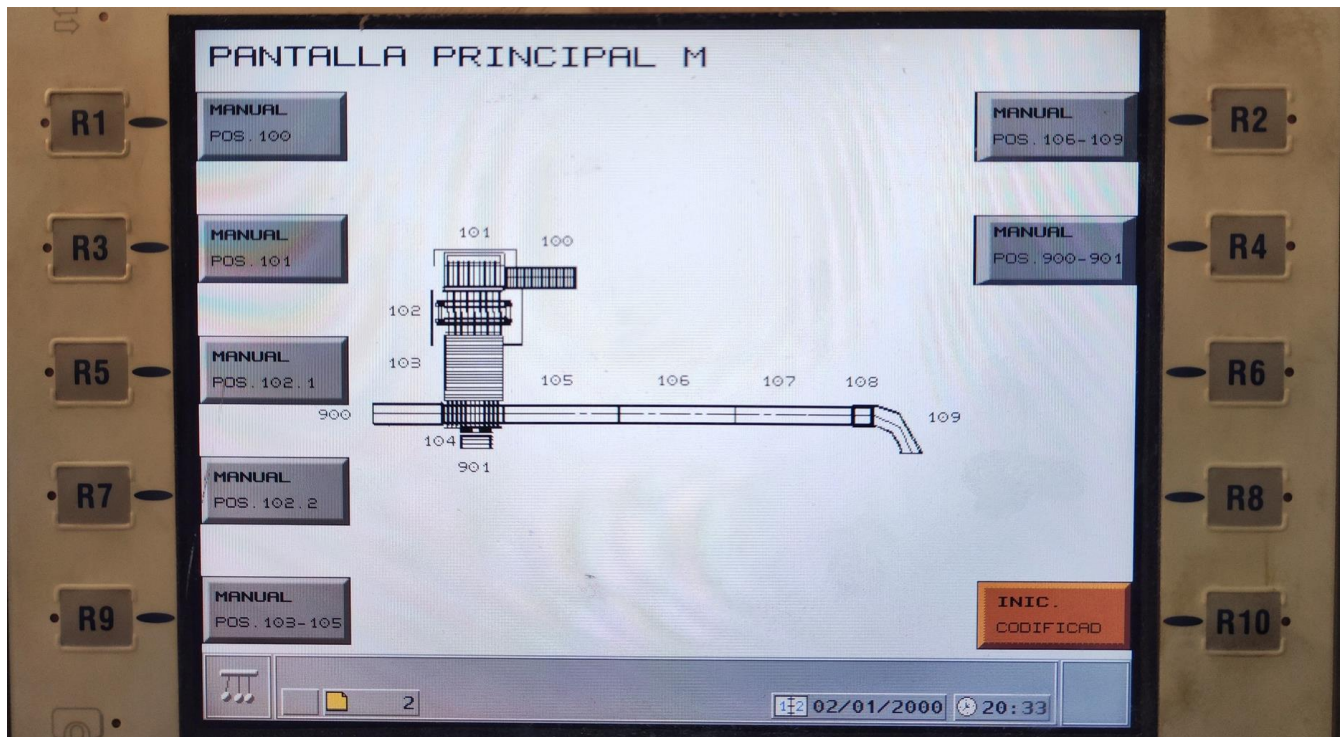 PANTALLA PRINCIPAL M
R1
MANUAL
POS.100
MANUAL
POS.106-109
R2
R3
MANUAL
POS.101
MANUAL
POS.900-901
R4
101
100
102
R5
MANUAL
POS.102.1
103
105
106
107
108
R6
900
109
104
901
R7
MANUAL
POS.102.2
R8
R9
MANUAL
POS.103-105
INIC.
CODIFICAD
R10
2
1 2
02/01/2000
20:33